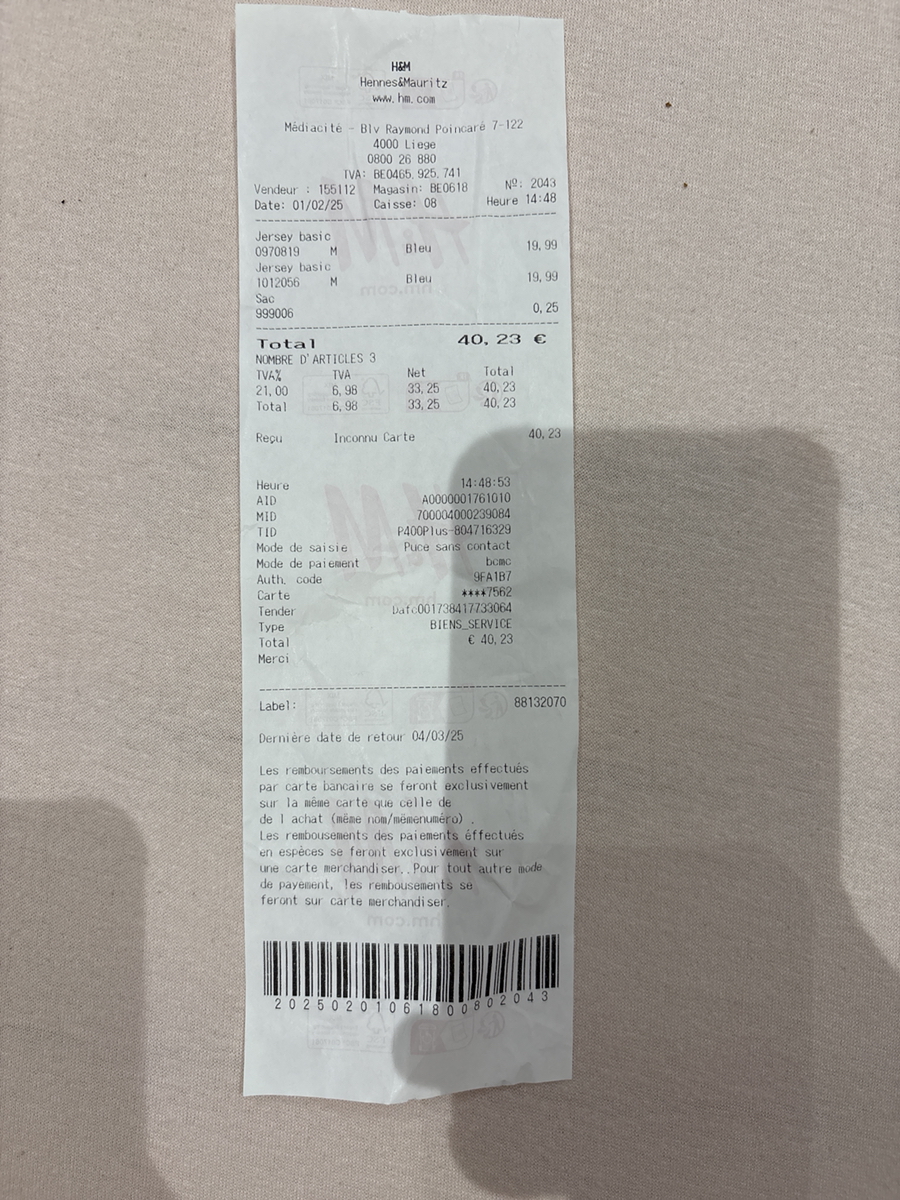 H&M
Hennes&Mauritz
www.hm.com
Médiacité - Blv Raymond Poincaré 7-122
4000 Liege
0800 26 880
TVA: BE0465.925.741
Vendeur : 155112 Magasin: BE0618 Nº: 2043
Date: 01/02/25 Caisse: 08 Heure 14:48
Jersey basic
0970819 M Bleu 19,99
Jersey basic
1012056 M Bleu 19,99
Sac
999006 0,25
Total 40,23 €
NOMBRE D'ARTICLES 3
TVA% TVA Net Total
21,00 6,98 33,25 40,23
Total 6,98 33,25 40,23
Reçu Inconnu Carte 40,23
Heure 14:48:53
AID A0000001761010
MID 700004000239084
TID P400Plus-804716329
Mode de saisie Puce sans contact
Mode de paiement bcmc
Auth. code 9FA1B7
Carte ****7562
Tender Dafc001738417733064
Type BIENS_SERVICE
Total € 40,23
Merci
Label: 88132070
Dernière date de retour 04/03/25
Les remboursements des paiements effectués
par carte bancaire se feront exclusivement
sur la même carte que celle de
de l achat (même nom/mêmenuméro) .
Les rembousements des paiements éffectués
en espèces se feront exclusivement sur
une carte merchandiser..Pour tout autre mode
de payement, les rembousements se
feront sur carte merchandiser.
2025020106180802043